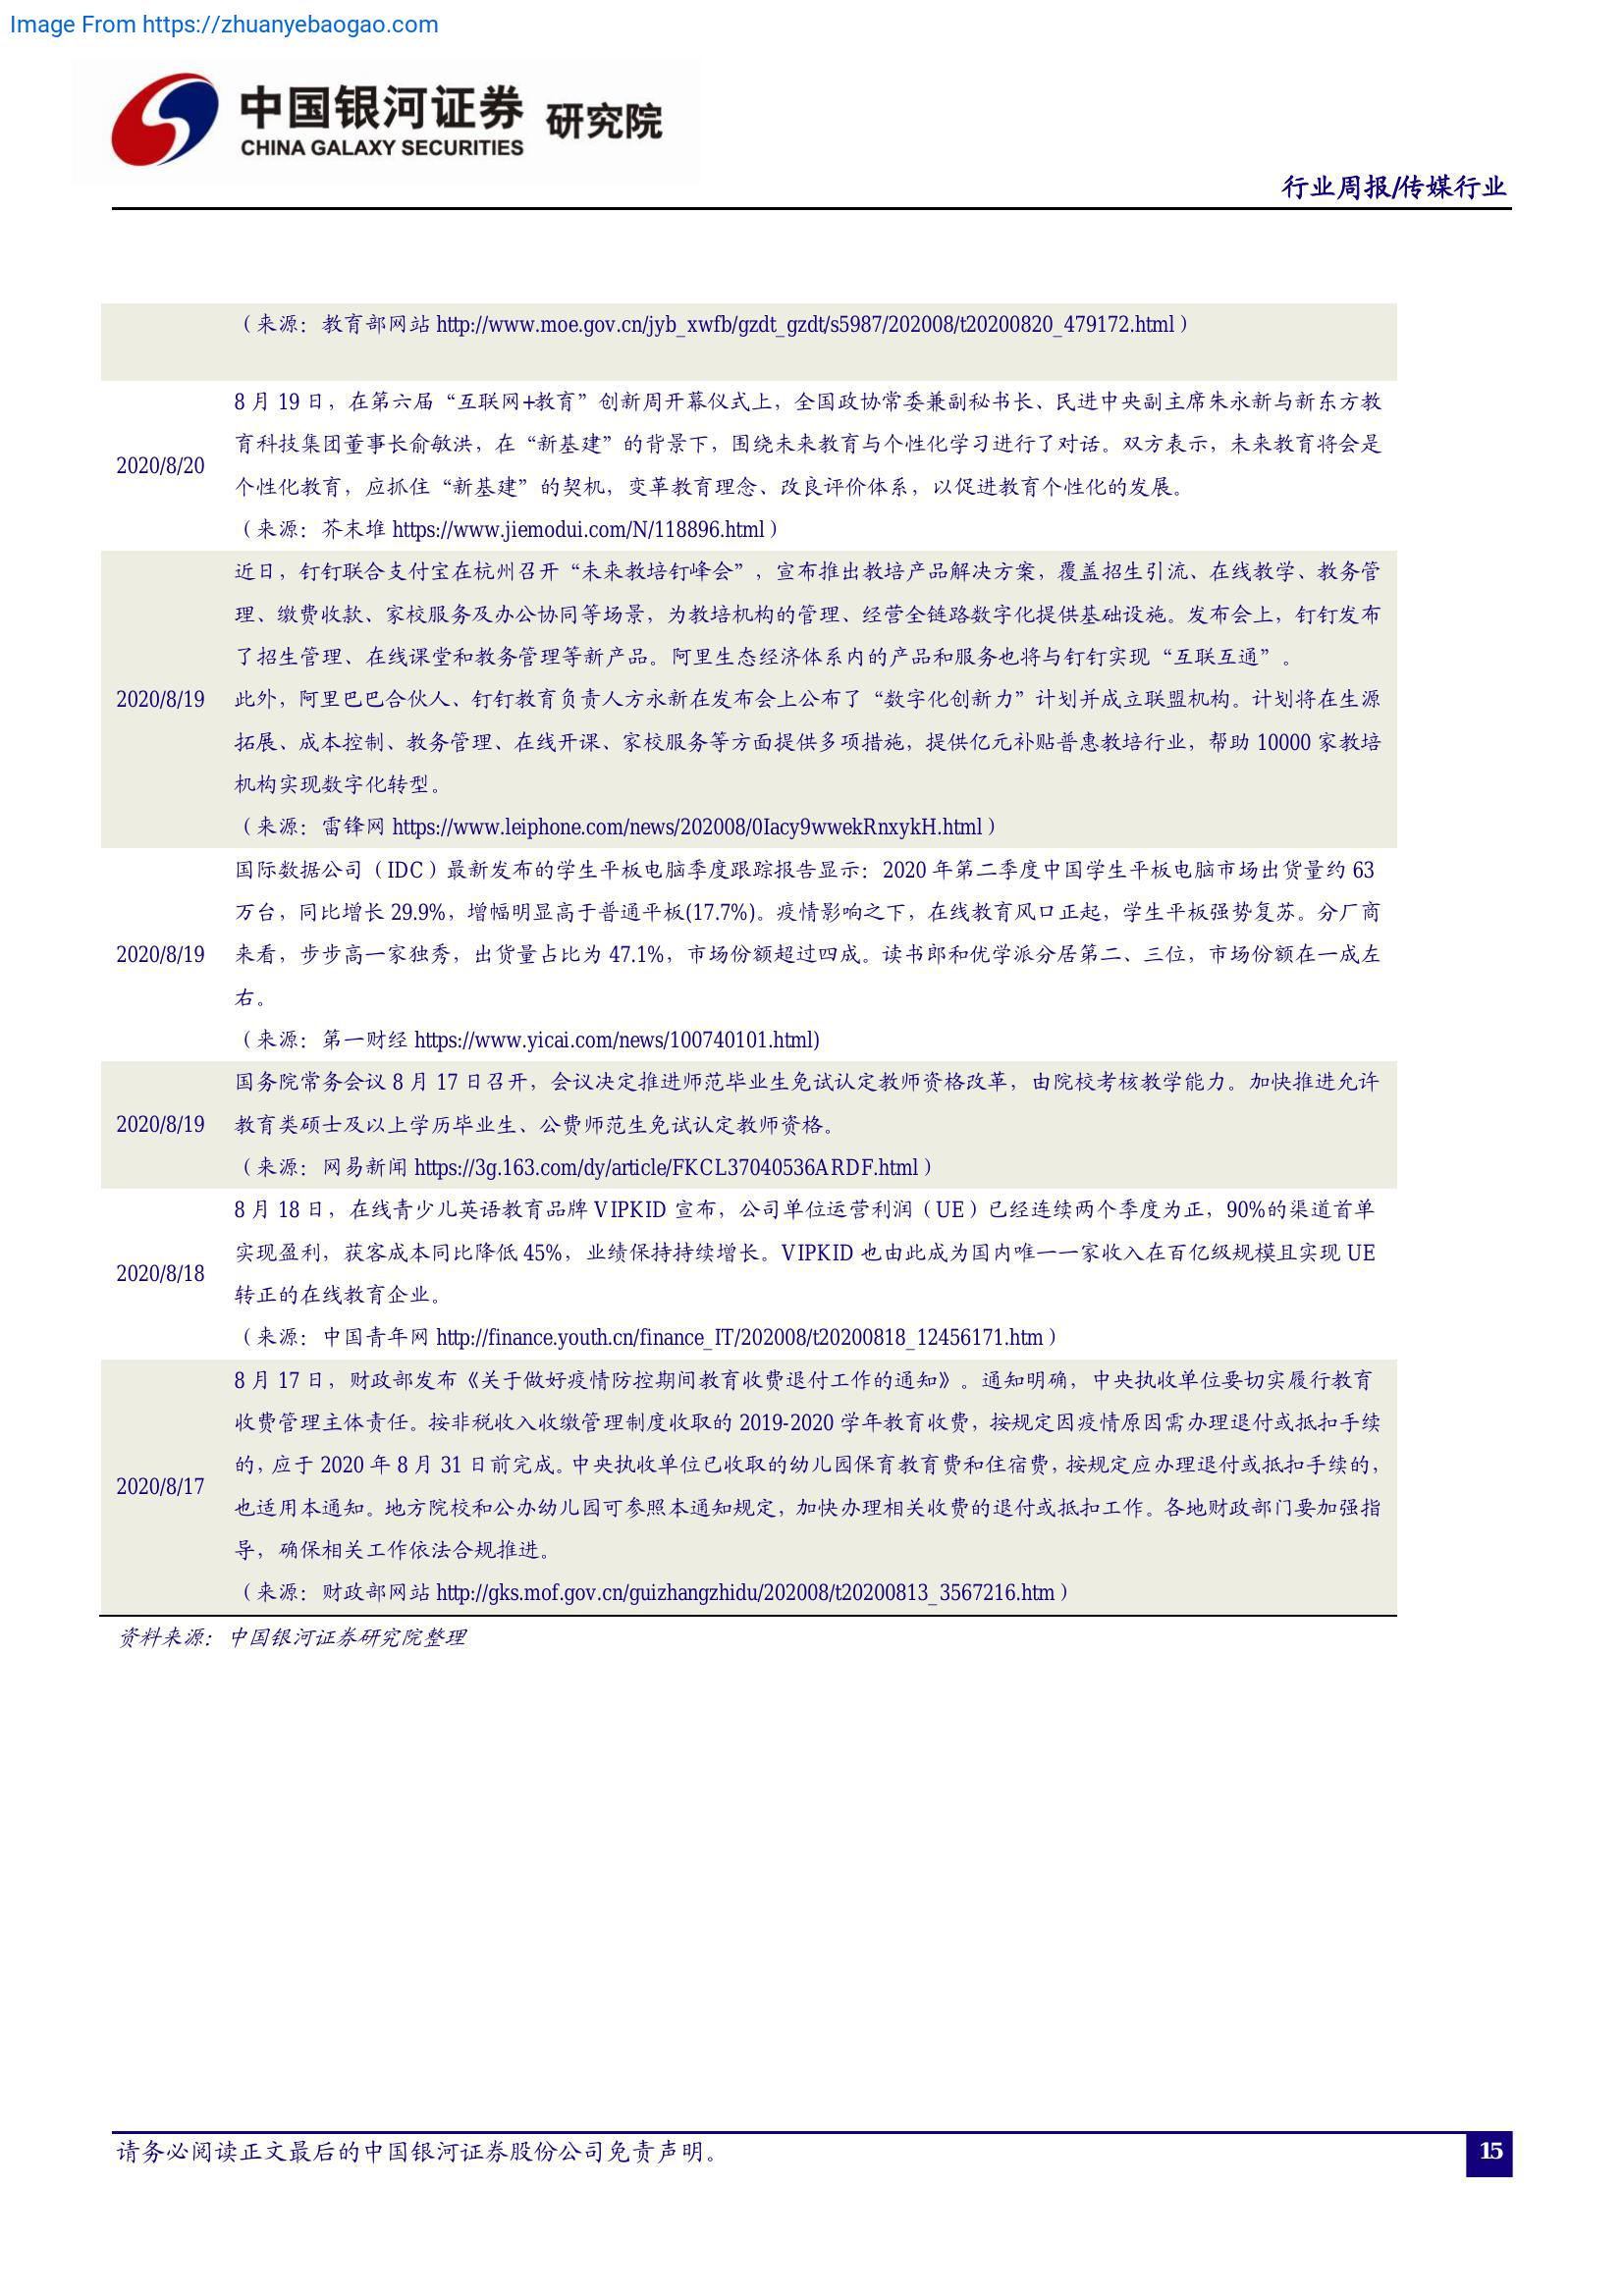 Image From https://zhuanyebaogao.com
中国银河证券 研究院
CHINA GALAXY SECURITIES
行业周报/传媒行业
（来源：教育部网站 http://www.moe.gov.cn/jyb_xwfb/gzdt_gzdt/s5987/202008/t20200820_479172.html）
2020/8/20
8 月 19 日，在第六届“互联网+教育”创新周开幕仪式上，全国政协常委兼副秘书长、民进中央副主席朱永新与新东方教
育科技集团董事长俞敏洪，在“新基建”的背景下，围绕未来教育与个性化学习进行了对话。双方表示，未来教育将会是
个性化教育，应抓住“新基建”的契机，变革教育理念、改良评价体系，以促进教育个性化的发展。
（来源：芥末堆 https://www.jiemodui.com/N/118896.html）
2020/8/19
近日，钉钉联合支付宝在杭州召开“未来教培钉峰会”，宣布推出教培产品解决方案，覆盖招生引流、在线教学、教务管
理、缴费收款、家校服务及办公协同等场景，为教培机构的管理、经营全链路数字化提供基础设施。发布会上，钉钉发布
了招生管理、在线课堂和教务管理等新产品。阿里生态经济体系内的产品和服务也将与钉钉实现“互联互通”。
此外，阿里巴巴合伙人、钉钉教育负责人方永新在发布会上公布了“数字化创新力”计划并成立联盟机构。计划将在生源
拓展、成本控制、教务管理、在线开课、家校服务等方面提供多项措施，提供亿元补贴普惠教培行业，帮助 10000 家教培
机构实现数字化转型。
（来源：雷锋网 https://www.leiphone.com/news/202008/0Iacy9wwekRnxykH.html）
2020/8/19
国际数据公司（IDC）最新发布的学生平板电脑季度跟踪报告显示：2020 年第二季度中国学生平板电脑市场出货量约 63
万台，同比增长 29.9%，增幅明显高于普通平板(17.7%)。疫情影响之下，在线教育风口正起，学生平板强势复苏。分厂商
来看，步步高一家独秀，出货量占比为 47.1%，市场份额超过四成。读书郎和优学派分居第二、三位，市场份额在一成左
右。
（来源：第一财经 https://www.yicai.com/news/100740101.html)
2020/8/19
国务院常务会议 8 月 17 日召开，会议决定推进师范毕业生免试认定教师资格改革，由院校考核教学能力。加快推进允许
教育类硕士及以上学历毕业生、公费师范生免试认定教师资格。
（来源：网易新闻 https://3g.163.com/dy/article/FKCL37040536ARDF.html）
2020/8/18
8 月 18 日，在线青少儿英语教育品牌 VIPKID 宣布，公司单位运营利润（UE）已经连续两个季度为正，90%的渠道首单
实现盈利，获客成本同比降低 45%，业绩保持持续增长。VIPKID 也由此成为国内唯一一家收入在百亿级规模且实现 UE
转正的在线教育企业。
（来源：中国青年网 http://finance.youth.cn/finance_IT/202008/t20200818_12456171.htm）
2020/8/17
8 月 17 日，财政部发布《关于做好疫情防控期间教育收费退付工作的通知》。通知明确，中央执收单位要切实履行教育
收费管理主体责任。按非税收入收缴管理制度收取的 2019-2020 学年教育收费，按规定因疫情原因需办理退付或抵扣手续
的，应于 2020 年 8 月 31 日前完成。中央执收单位已收取的幼儿园保育教育费和住宿费，按规定应办理退付或抵扣手续的，
也适用本通知。地方院校和公办幼儿园可参照本通知规定，加快办理相关收费的退付或抵扣工作。各地财政部门要加强指
导，确保相关工作依法合规推进。
（来源：财政部网站 http://gks.mof.gov.cn/guizhangzhidu/202008/t20200813_3567216.htm）
资料来源：中国银河证券研究院整理
请务必阅读正文最后的中国银河证券股份公司免责声明。
15